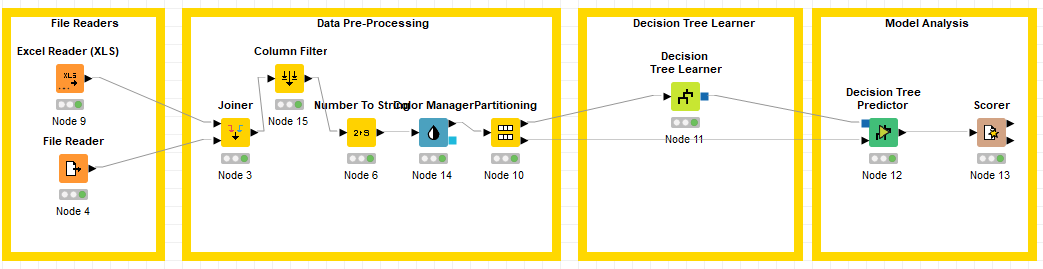 File Readers
Data Pre-Processing
Decision Tree Learner
Model Analysis
Excel Reader (XLS)
XLS
Node 9
File Reader
Node 4
Joiner
Node 3
Column Filter
Node 15
Number To String
2▸S
Node 6
Color Manager
Node 14
Partitioning
Node 10
Decision
Tree Learner
Node 11
Decision Tree
Predictor
Node 12
Scorer
Node 13